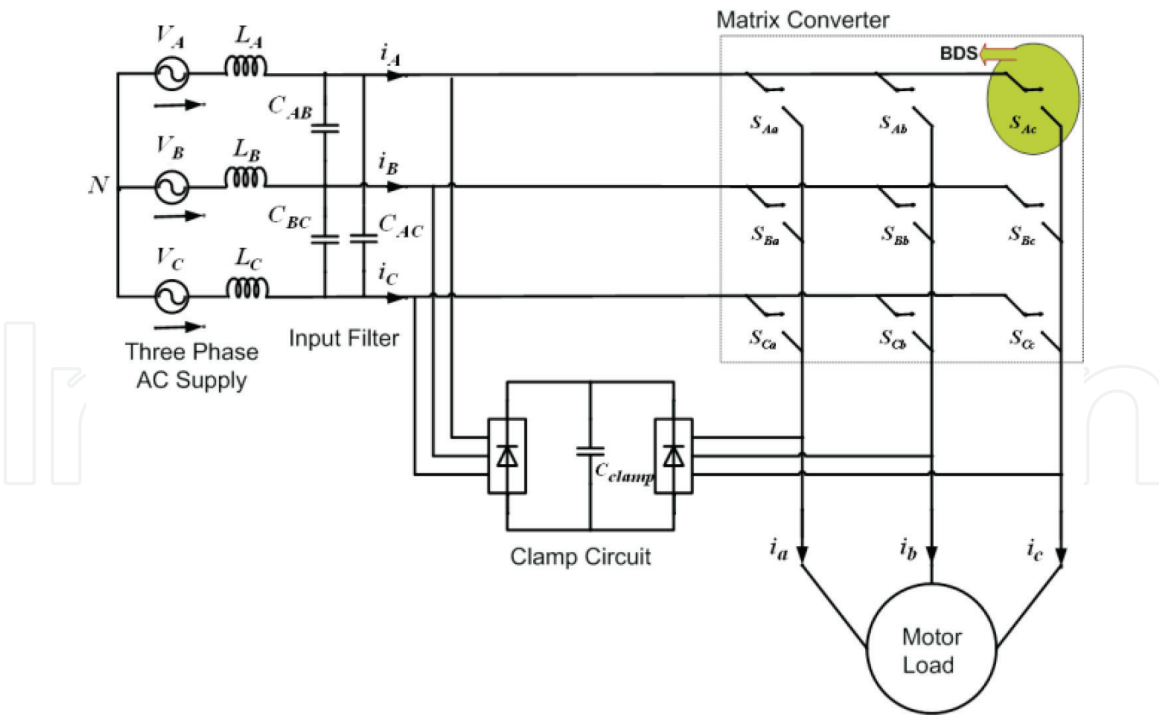 Matrix Converter
V_A L_A i_A BDS
C_AB
S_Aa S_Ab S_Ac
V_B L_B i_B
N
C_BC C_AC
S_Ba S_Bb S_Bc
V_C L_C i_C
Input Filter
S_Ca S_Cb S_Cc
Three Phase
AC Supply
C_clamp
Clamp Circuit
i_a i_b i_c
Motor
Load